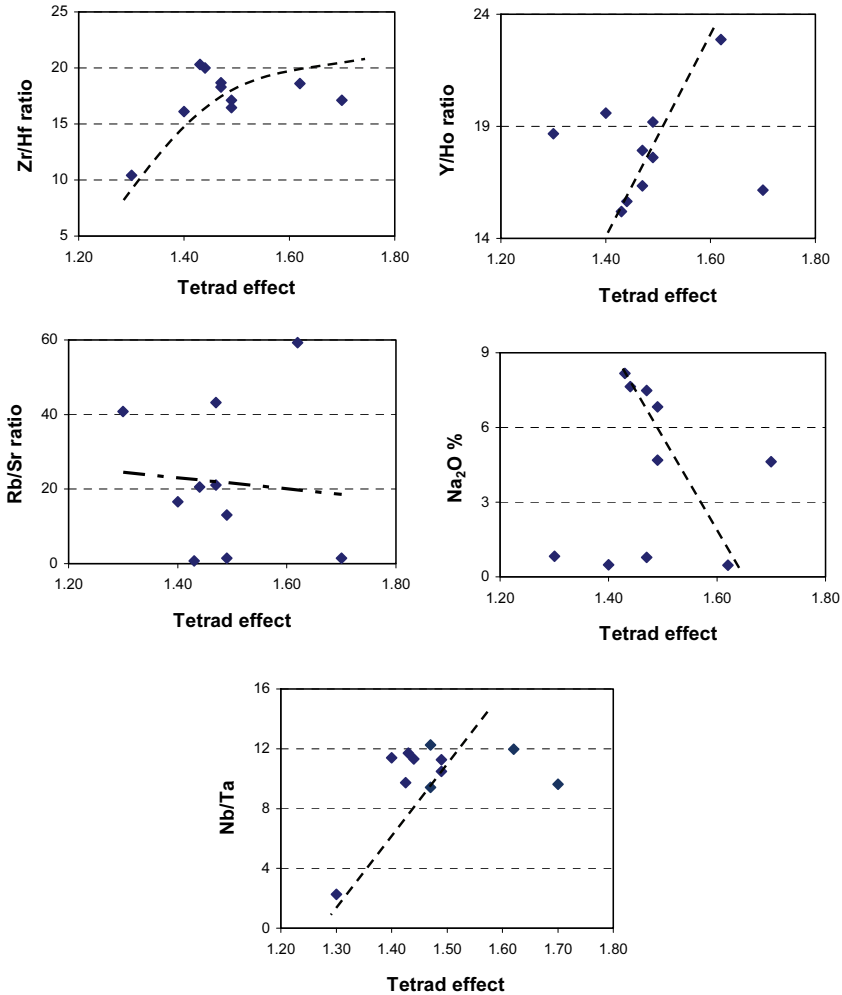 25
20
15
10
5
Zr/Hf ratio
1.20 1.40 1.60 1.80
Tetrad effect
24
19
14
Y/Ho ratio
1.20 1.40 1.60 1.80
Tetrad effect
60
40
20
0
Rb/Sr ratio
1.20 1.40 1.60 1.80
Tetrad effect
9
6
3
0
Na₂O %
1.20 1.40 1.60 1.80
Tetrad effect
16
12
8
4
0
Nb/Ta
1.20 1.30 1.40 1.50 1.60 1.70 1.80
Tetrad effect